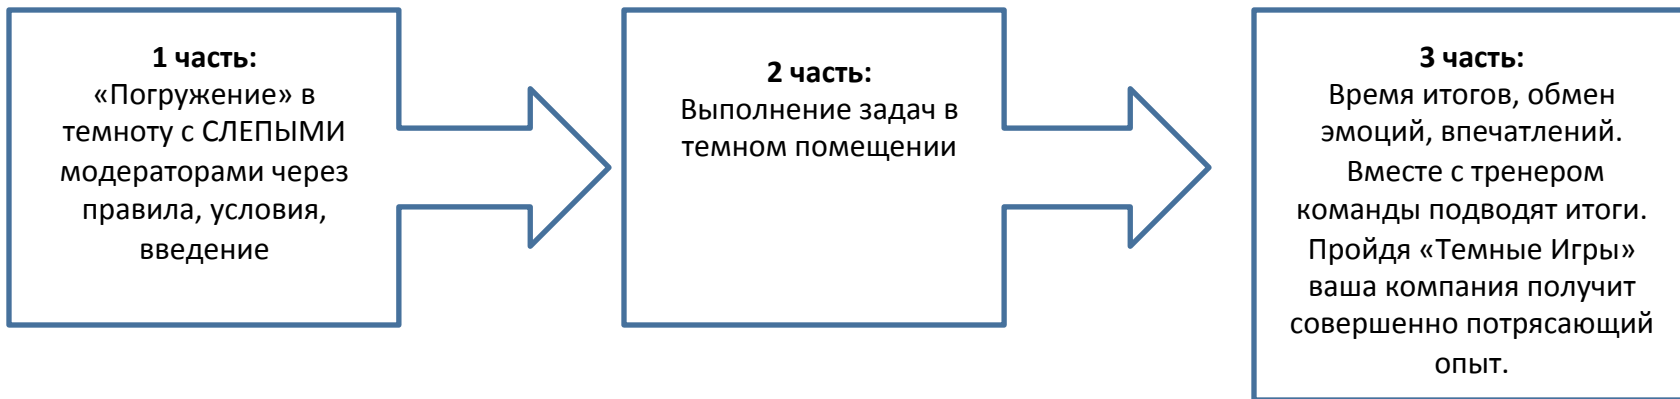 1 часть:
«Погружение» в
темноту с СЛЕПЫМИ
модераторами через
правила, условия,
введение
2 часть:
Выполнение задач в
темном помещении
3 часть:
Время итогов, обмен
эмоций, впечатлений.
Вместе с тренером
команды подводят итоги.
Пройдя «Темные Игры»
ваша компания получит
совершенно потрясающий
опыт.